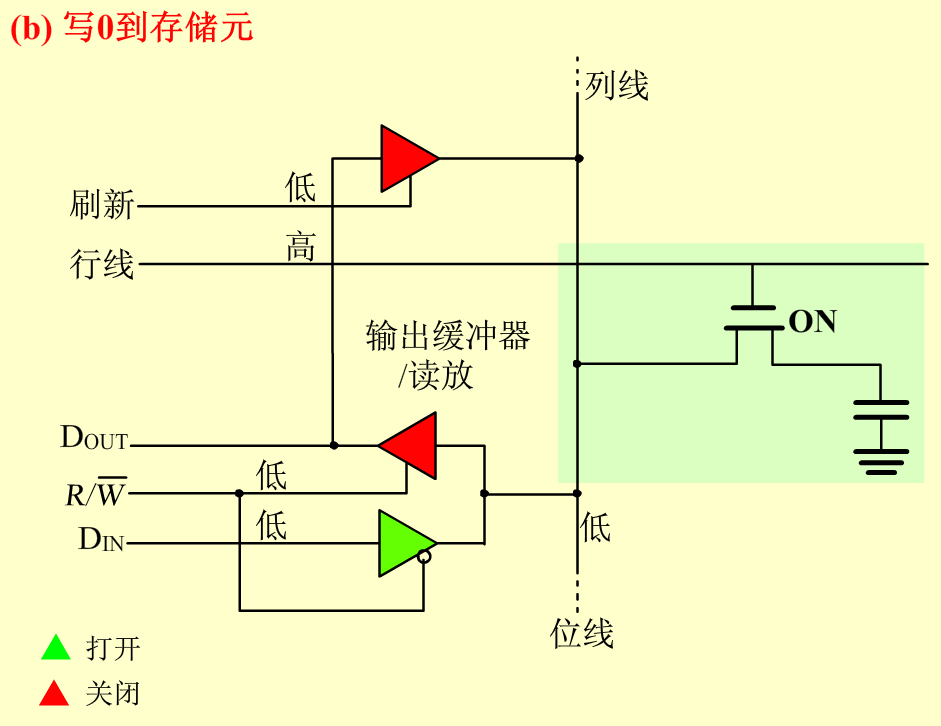 (b) 写0到存储元
列线
刷新 低
行线 高
ON
输出缓冲器
/读放
DOUT
R/W̅ 低
DIN 低
低
位线
打开
关闭